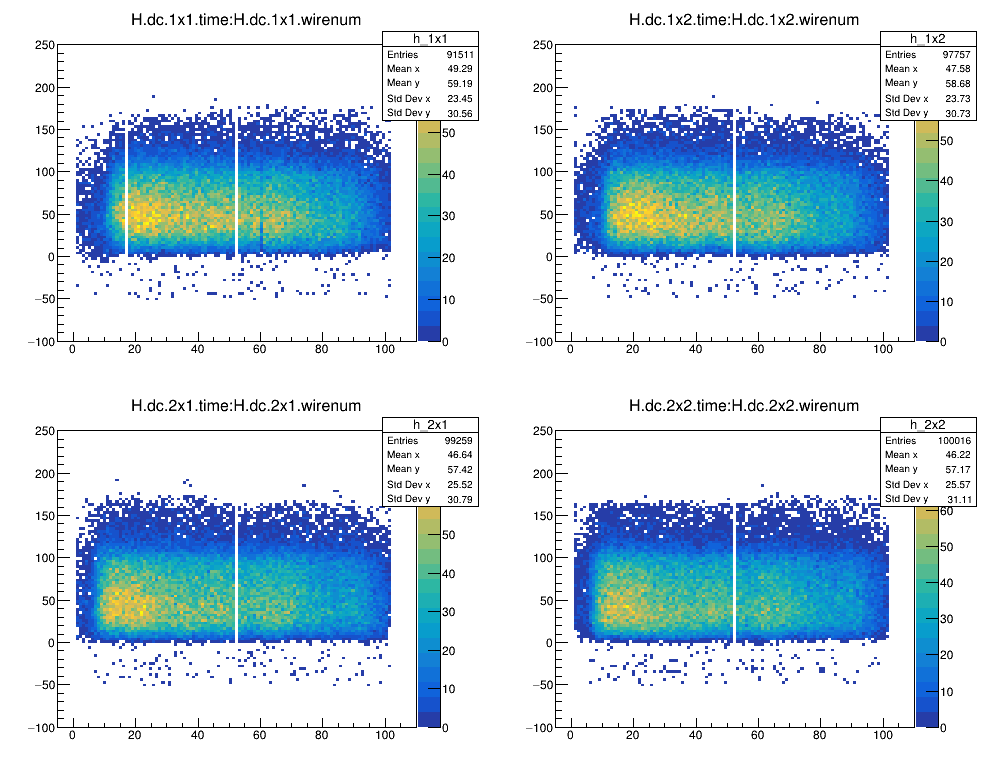 H.dc.1x1.time:H.dc.1x1.wirenum
h_1x1
Entries 91511
Mean x 49.29
Mean y 59.19
Std Dev x 23.45
Std Dev y 30.56
250
200
150
100
50
0
−50
−100
0 20 40 60 80 100
50
40
30
20
10
0
H.dc.1x2.time:H.dc.1x2.wirenum
h_1x2
Entries 97757
Mean x 47.58
Mean y 58.68
Std Dev x 23.73
Std Dev y 30.73
250
200
150
100
50
0
−50
−100
0 20 40 60 80 100
50
40
30
20
10
0
H.dc.2x1.time:H.dc.2x1.wirenum
h_2x1
Entries 99259
Mean x 46.64
Mean y 57.42
Std Dev x 25.52
Std Dev y 30.79
250
200
150
100
50
0
−50
−100
0 20 40 60 80 100
50
40
30
20
10
0
H.dc.2x2.time:H.dc.2x2.wirenum
h_2x2
Entries 100016
Mean x 46.22
Mean y 57.17
Std Dev x 25.57
Std Dev y 31.11
250
200
150
100
50
0
−50
−100
0 20 40 60 80 100
60
50
40
30
20
10
0